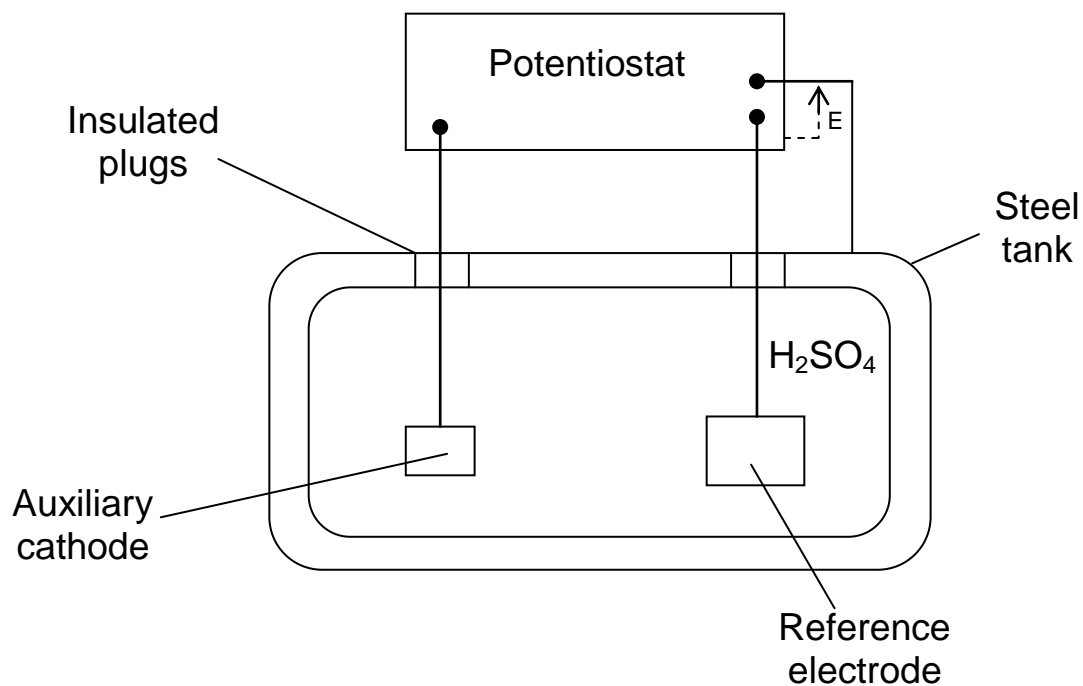 Potentiostat
E
Insulated
plugs
Steel
tank
H₂SO₄
Auxiliary
cathode
Reference
electrode